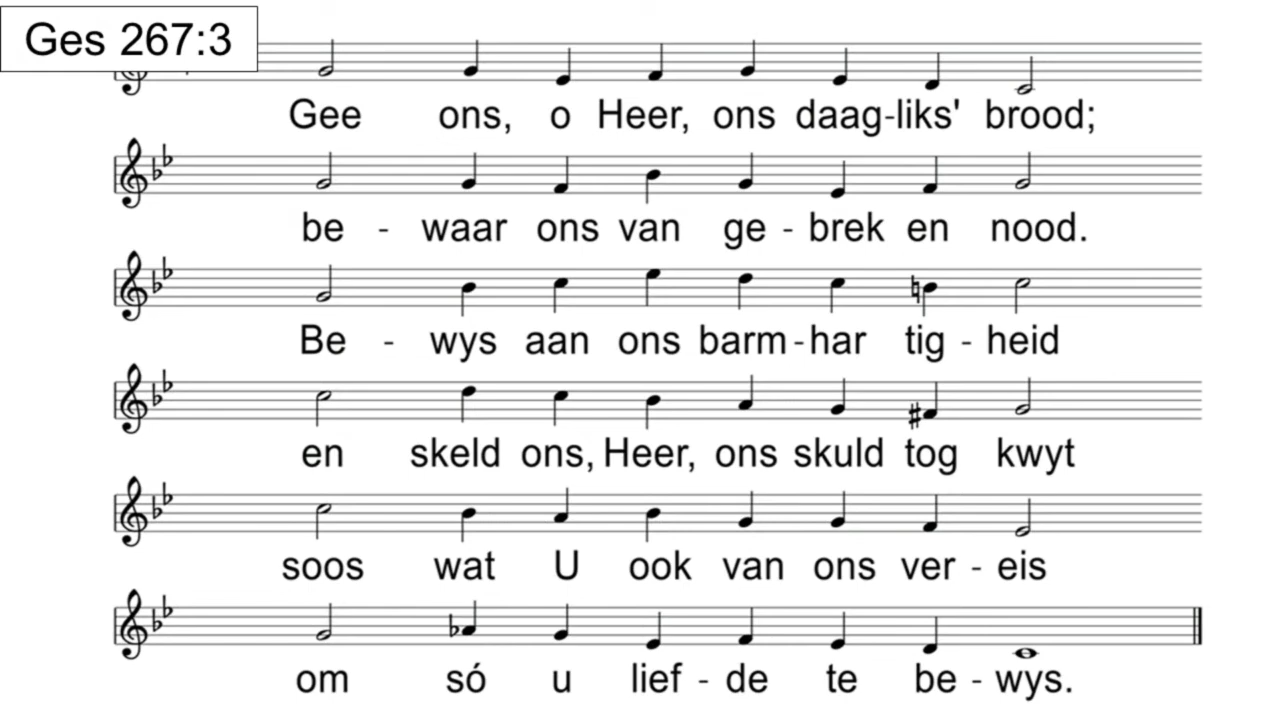 Ges 267:3
Gee ons, o Heer, ons daag-liks' brood;
be - waar ons van ge - brek en nood.
Be - wys aan ons barm-har tig - heid
en skeld ons, Heer, ons skuld tog kwyt
soos wat U ook van ons ver - eis
om só u lief - de te be - wys.